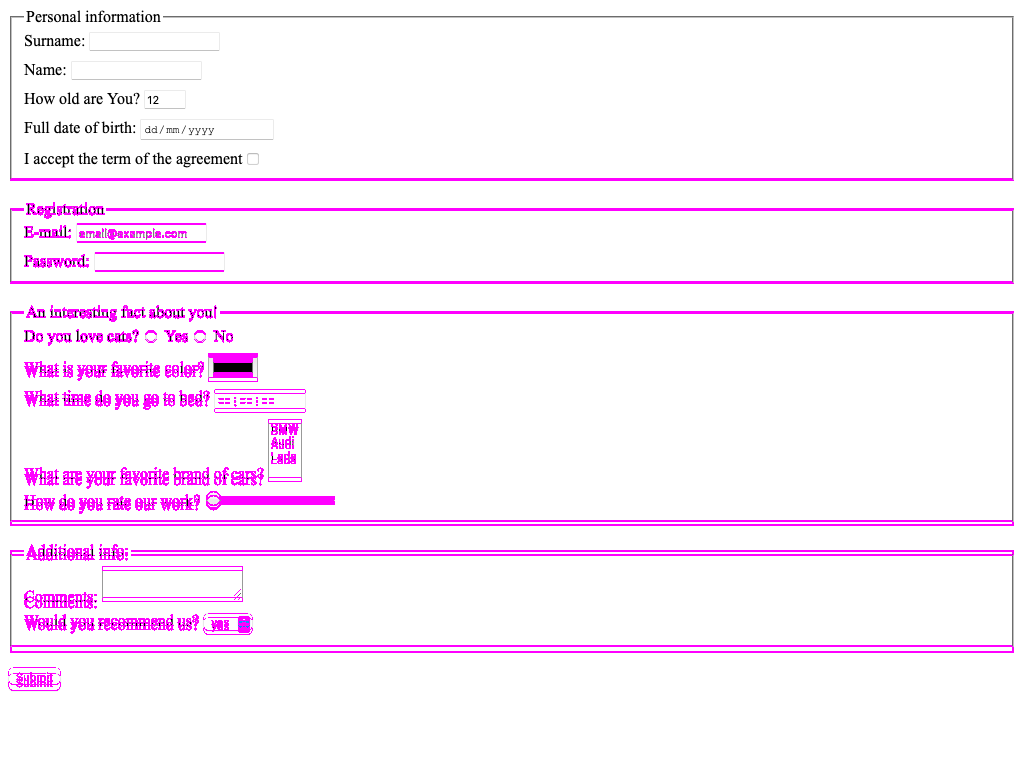 Personal information
Surname:
Name:
How old are You? 12
Full date of birth: dd/mm/yyyy
I accept the term of the agreement
Registration
E-mail: email@example.com
Password:
An interesting fact about you!
Do you love cats? Yes No
What is your favorite color?
What time do you go to bed? --:--:--
BMW
Audi
Lada
What are your favorite brand of cars?
How do you rate our work?
Additional info:
Comments:
Would you recommend us? yes
Submit